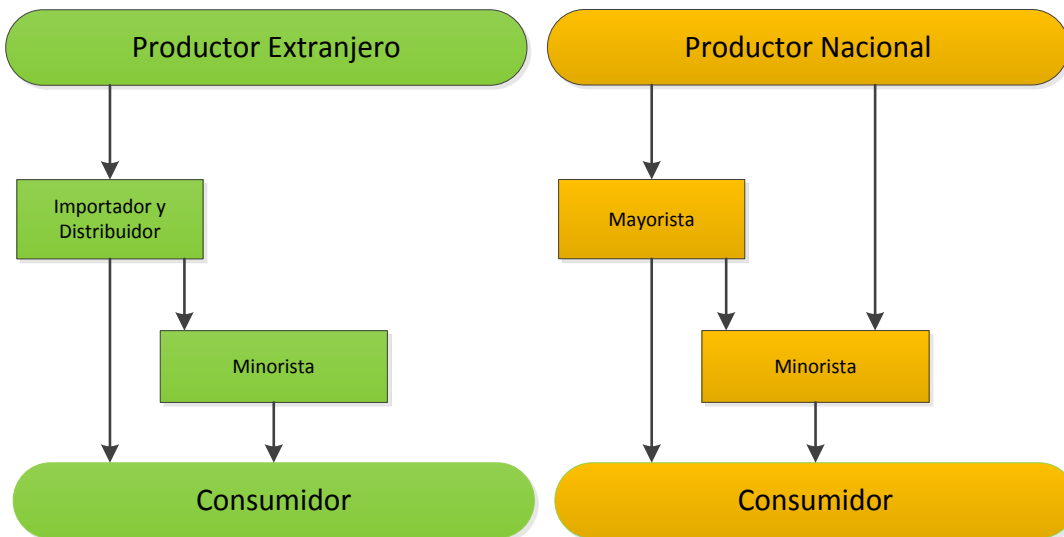 Productor Extranjero
Productor Nacional
Importador y
Distribuidor
Mayorista
Minorista
Minorista
Consumidor
Consumidor